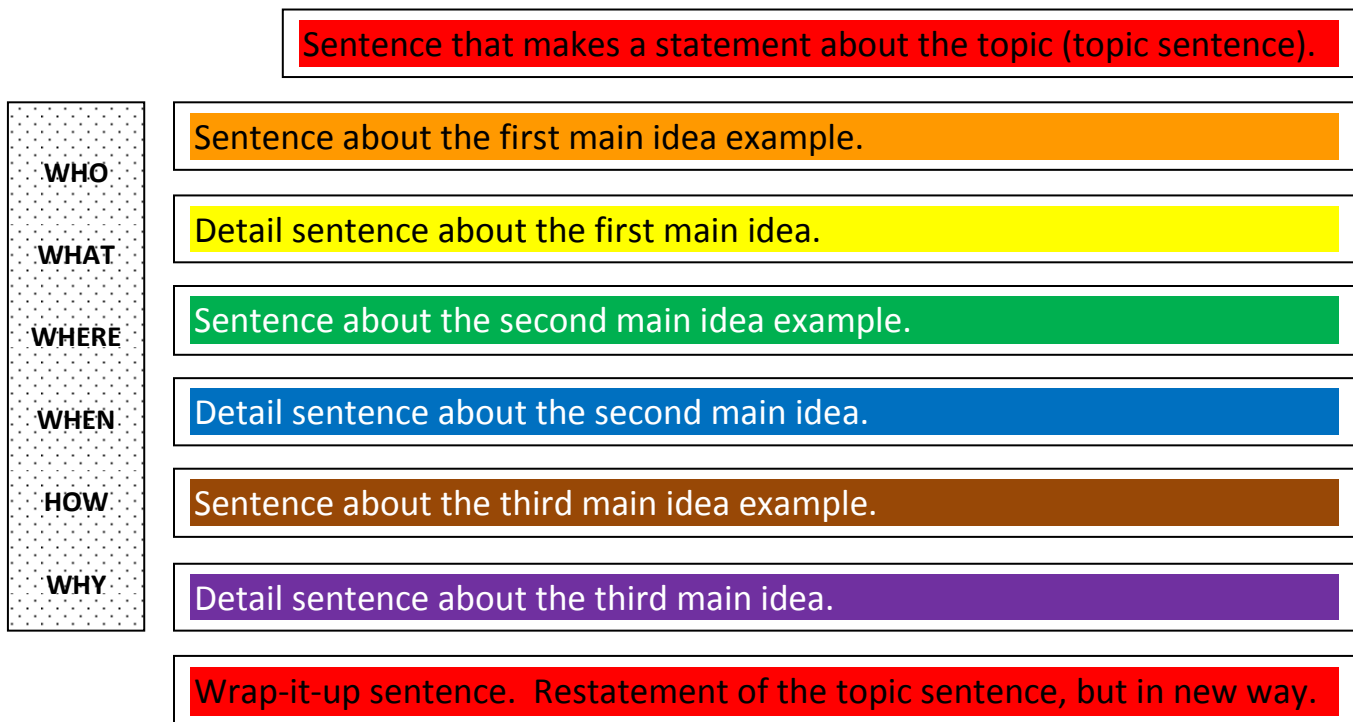 Sentence that makes a statement about the topic (topic sentence).
WHO
WHAT
WHERE
WHEN
HOW
WHY
Sentence about the first main idea example.
Detail sentence about the first main idea.
Sentence about the second main idea example.
Detail sentence about the second main idea.
Sentence about the third main idea example.
Detail sentence about the third main idea.
Wrap-it-up sentence.  Restatement of the topic sentence, but in new way.